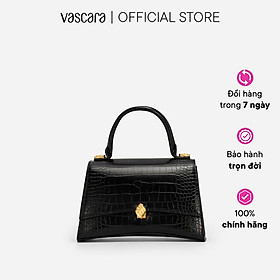 vascara | OFFICIAL STORE
Đổi hàng
trong 7 ngày
Bảo hành
trọn đời
100%
chính hãng